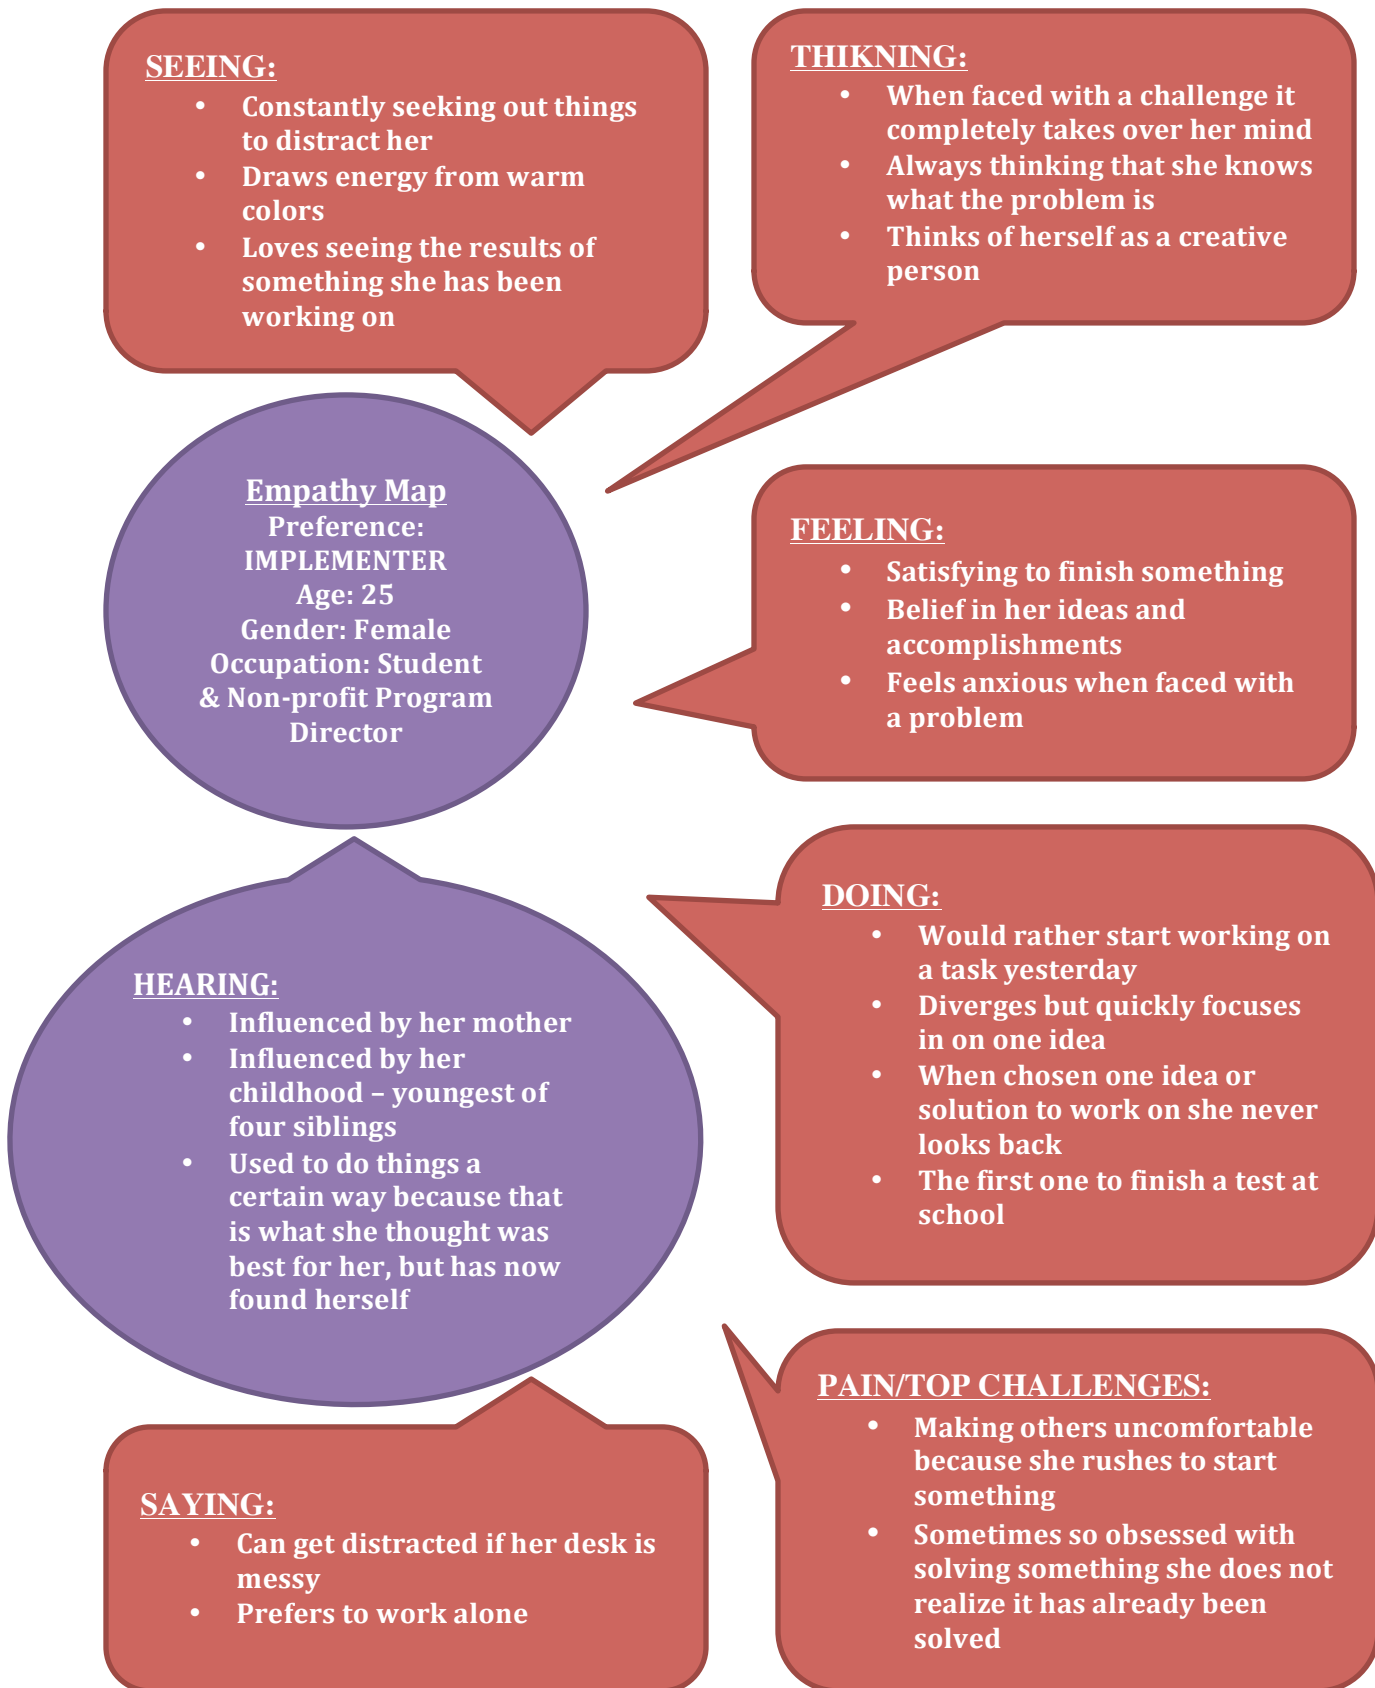 SEEING:
• Constantly seeking out things
to distract her
• Draws energy from warm
colors
• Loves seeing the results of
something she has been
working on
THIKNING:
• When faced with a challenge it
completely takes over her mind
• Always thinking that she knows
what the problem is
• Thinks of herself as a creative
person
Empathy Map
Preference:
IMPLEMENTER
Age: 25
Gender: Female
Occupation: Student
& Non-profit Program
Director
FEELING:
• Satisfying to finish something
• Belief in her ideas and
accomplishments
• Feels anxious when faced with
a problem
HEARING:
• Influenced by her mother
• Influenced by her
childhood – youngest of
four siblings
• Used to do things a
certain way because that
is what she thought was
best for her, but has now
found herself
DOING:
• Would rather start working on
a task yesterday
• Diverges but quickly focuses
in on one idea
• When chosen one idea or
solution to work on she never
looks back
• The first one to finish a test at
school
SAYING:
• Can get distracted if her desk is
messy
• Prefers to work alone
PAIN/TOP CHALLENGES:
• Making others uncomfortable
because she rushes to start
something
• Sometimes so obsessed with
solving something she does not
realize it has already been
solved